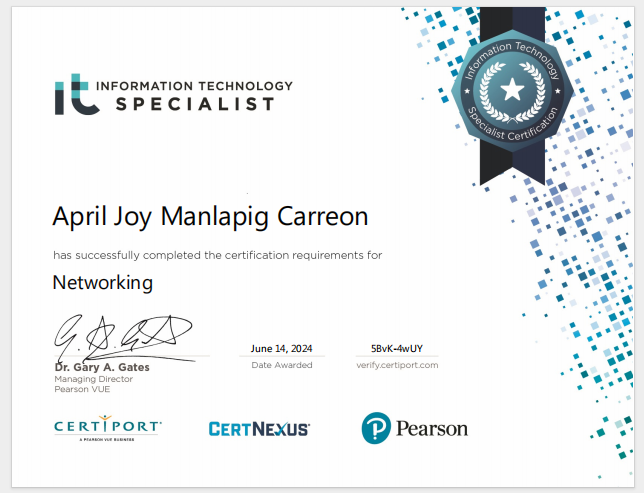 it INFORMATION TECHNOLOGY
SPECIALIST
Information Technology
Specialist Certification
April Joy Manlapig Carreon
has successfully completed the certification requirements for
Networking
Dr. Gary A. Gates
Managing Director
Pearson VUE
June 14, 2024
Date Awarded
5BvK-4wUY
verify.certiport.com
CERTIPORT
A PEARSON VUE BUSINESS
CERTNEXUS
P Pearson